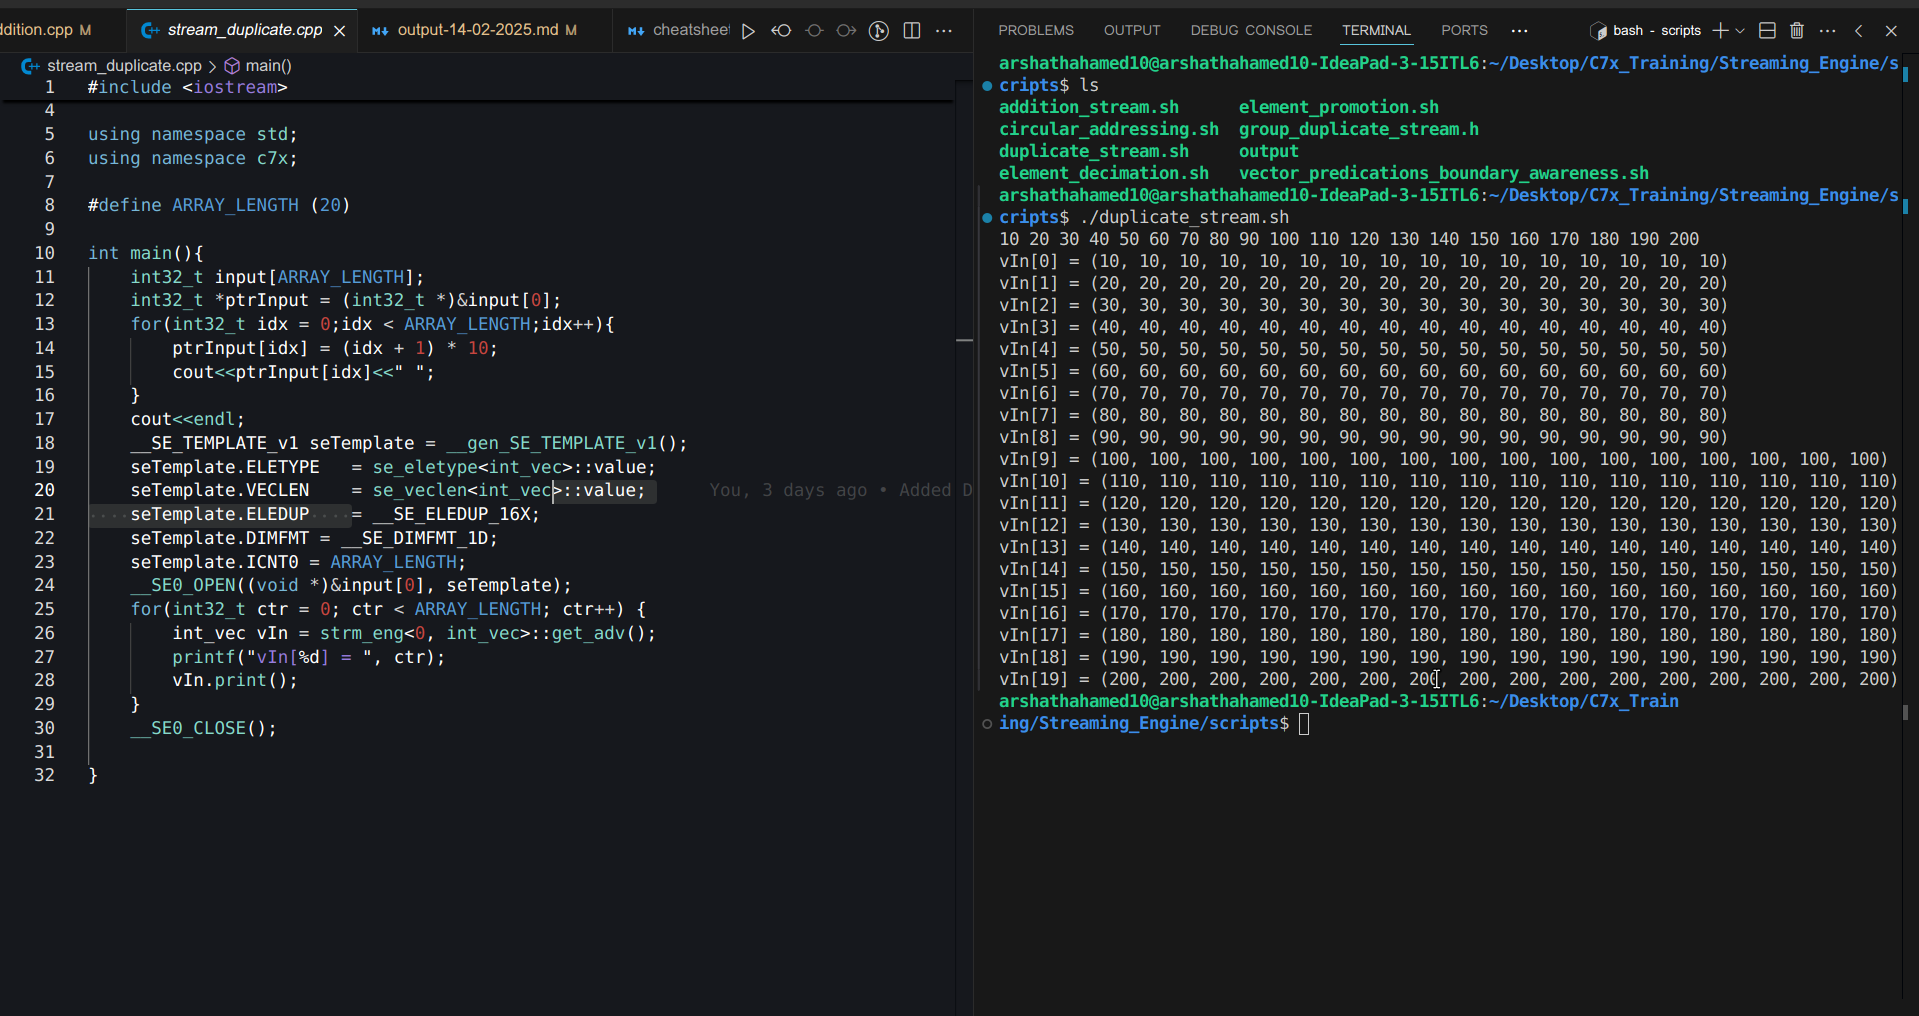 ddition.cpp M
stream_duplicate.cpp
output-14-02-2025.md M
cheatshee
stream_duplicate.cpp > main()
1 #include <iostream>
4
5 using namespace std;
6 using namespace c7x;
7
8 #define ARRAY_LENGTH (20)
9
10 int main(){
11 int32_t input[ARRAY_LENGTH];
12 int32_t *ptrInput = (int32_t *)&input[0];
13 for(int32_t idx = 0;idx < ARRAY_LENGTH;idx++){
14 ptrInput[idx] = (idx + 1) * 10;
15 cout<<ptrInput[idx]<<" ";
16 }
17 cout<<endl;
18 __SE_TEMPLATE_v1 seTemplate = __gen_SE_TEMPLATE_v1();
19 seTemplate.ELETYPE = se_eletype<int_vec>::value;
20 seTemplate.VECLEN = se_veclen<int_vec>::value; You, 3 days ago • Added D
21 seTemplate.ELEDUP = __SE_ELEDUP_16X;
22 seTemplate.DIMFMT = __SE_DIMFMT_1D;
23 seTemplate.ICNT0 = ARRAY_LENGTH;
24 __SE0_OPEN((void *)&input[0], seTemplate);
25 for(int32_t ctr = 0; ctr < ARRAY_LENGTH; ctr++) {
26 int_vec vIn = strm_eng<0, int_vec>::get_adv();
27 printf("vIn[%d] = ", ctr);
28 vIn.print();
29 }
30 __SE0_CLOSE();
31
32 }
PROBLEMS OUTPUT DEBUG CONSOLE TERMINAL PORTS ... bash - scripts
arshathahamed10@arshathahamed10-IdeaPad-3-15ITL6:~/Desktop/C7x_Training/Streaming_Engine/s
cripts$ ls
addition_stream.sh element_promotion.sh
circular_addressing.sh group_duplicate_stream.h
duplicate_stream.sh output
element_decimation.sh vector_predications_boundary_awareness.sh
arshathahamed10@arshathahamed10-IdeaPad-3-15ITL6:~/Desktop/C7x_Training/Streaming_Engine/s
cripts$ ./duplicate_stream.sh
10 20 30 40 50 60 70 80 90 100 110 120 130 140 150 160 170 180 190 200
vIn[0] = (10, 10, 10, 10, 10, 10, 10, 10, 10, 10, 10, 10, 10, 10, 10, 10)
vIn[1] = (20, 20, 20, 20, 20, 20, 20, 20, 20, 20, 20, 20, 20, 20, 20, 20)
vIn[2] = (30, 30, 30, 30, 30, 30, 30, 30, 30, 30, 30, 30, 30, 30, 30, 30)
vIn[3] = (40, 40, 40, 40, 40, 40, 40, 40, 40, 40, 40, 40, 40, 40, 40, 40)
vIn[4] = (50, 50, 50, 50, 50, 50, 50, 50, 50, 50, 50, 50, 50, 50, 50, 50)
vIn[5] = (60, 60, 60, 60, 60, 60, 60, 60, 60, 60, 60, 60, 60, 60, 60, 60)
vIn[6] = (70, 70, 70, 70, 70, 70, 70, 70, 70, 70, 70, 70, 70, 70, 70, 70)
vIn[7] = (80, 80, 80, 80, 80, 80, 80, 80, 80, 80, 80, 80, 80, 80, 80, 80)
vIn[8] = (90, 90, 90, 90, 90, 90, 90, 90, 90, 90, 90, 90, 90, 90, 90, 90)
vIn[9] = (100, 100, 100, 100, 100, 100, 100, 100, 100, 100, 100, 100, 100, 100, 100, 100)
vIn[10] = (110, 110, 110, 110, 110, 110, 110, 110, 110, 110, 110, 110, 110, 110, 110, 110)
vIn[11] = (120, 120, 120, 120, 120, 120, 120, 120, 120, 120, 120, 120, 120, 120, 120, 120)
vIn[12] = (130, 130, 130, 130, 130, 130, 130, 130, 130, 130, 130, 130, 130, 130, 130, 130)
vIn[13] = (140, 140, 140, 140, 140, 140, 140, 140, 140, 140, 140, 140, 140, 140, 140, 140)
vIn[14] = (150, 150, 150, 150, 150, 150, 150, 150, 150, 150, 150, 150, 150, 150, 150, 150)
vIn[15] = (160, 160, 160, 160, 160, 160, 160, 160, 160, 160, 160, 160, 160, 160, 160, 160)
vIn[16] = (170, 170, 170, 170, 170, 170, 170, 170, 170, 170, 170, 170, 170, 170, 170, 170)
vIn[17] = (180, 180, 180, 180, 180, 180, 180, 180, 180, 180, 180, 180, 180, 180, 180, 180)
vIn[18] = (190, 190, 190, 190, 190, 190, 190, 190, 190, 190, 190, 190, 190, 190, 190, 190)
vIn[19] = (200, 200, 200, 200, 200, 200, 200, 200, 200, 200, 200, 200, 200, 200, 200, 200)
arshathahamed10@arshathahamed10-IdeaPad-3-15ITL6:~/Desktop/C7x_Train
ing/Streaming_Engine/scripts$